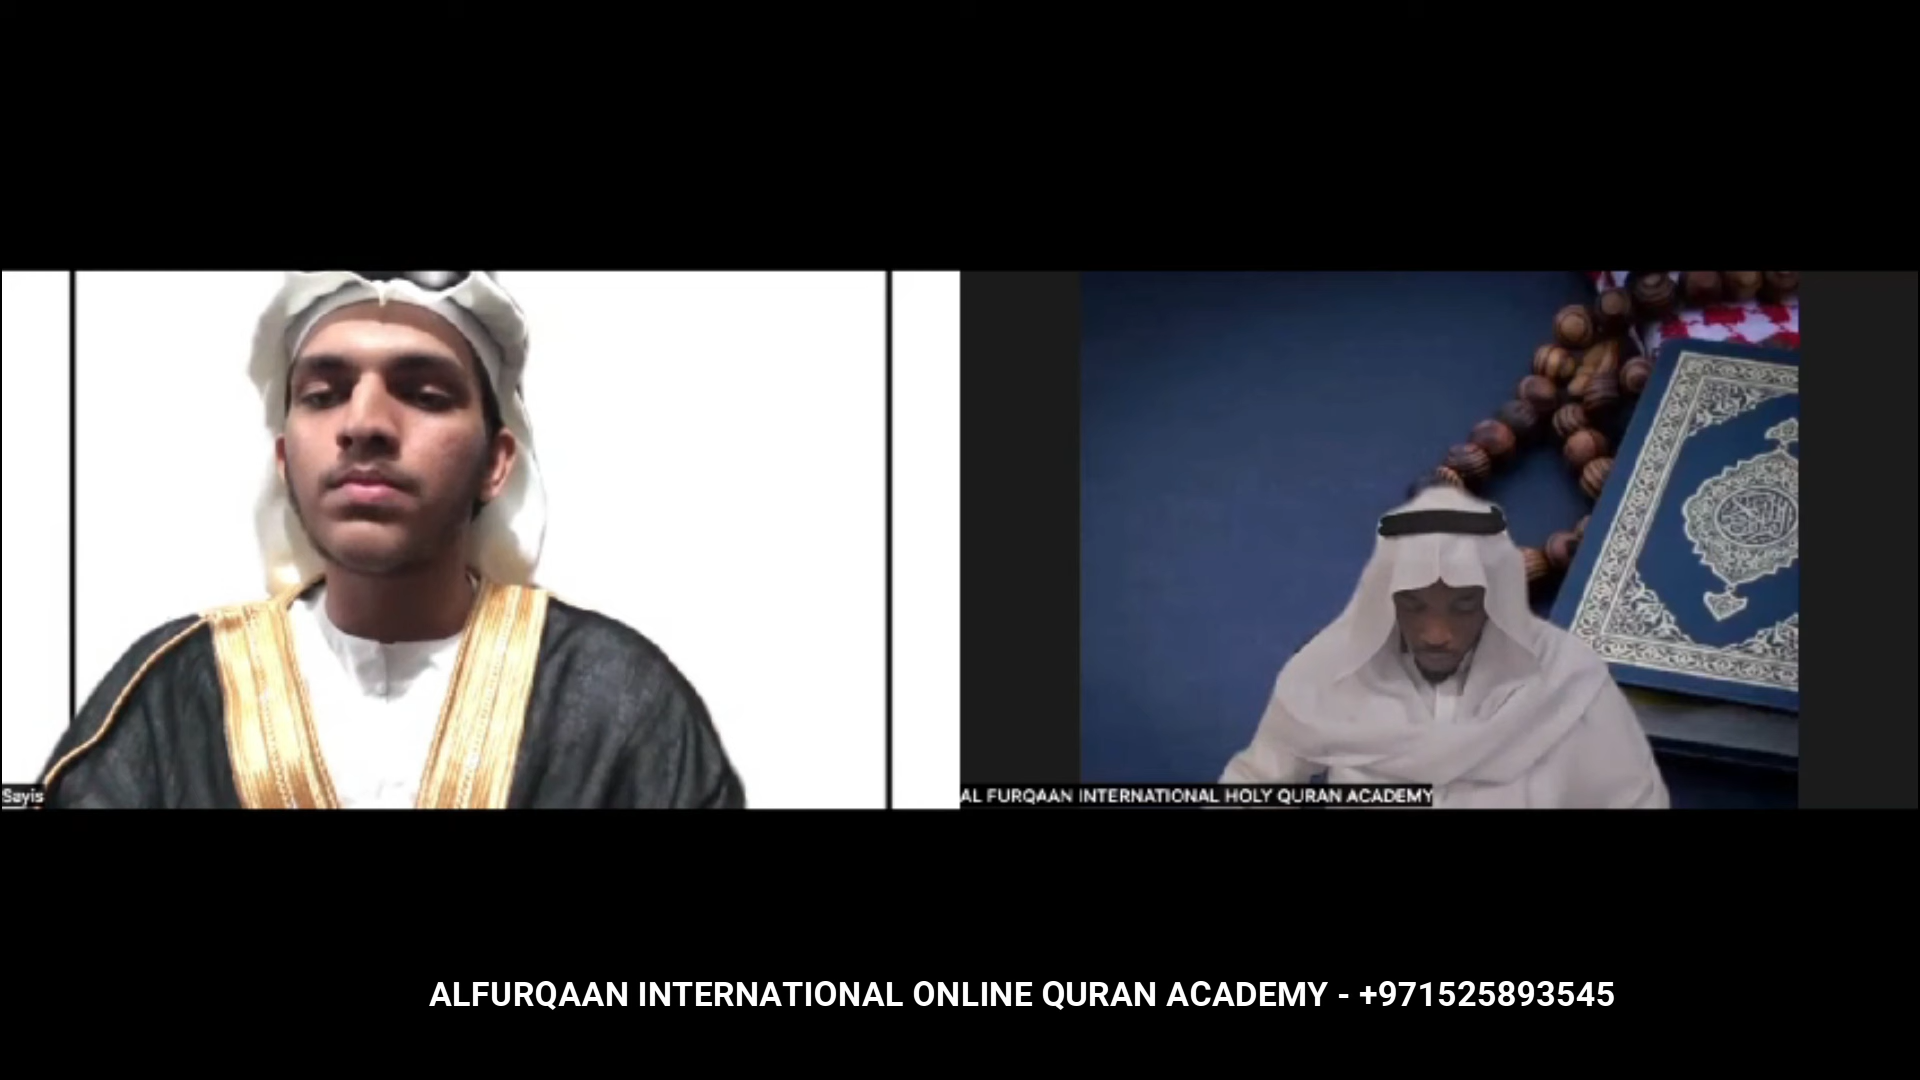 Sayis
AL FURQAAN INTERNATIONAL HOLY QURAN ACADEMY
ALFURQAAN INTERNATIONAL ONLINE QURAN ACADEMY - +971525893545